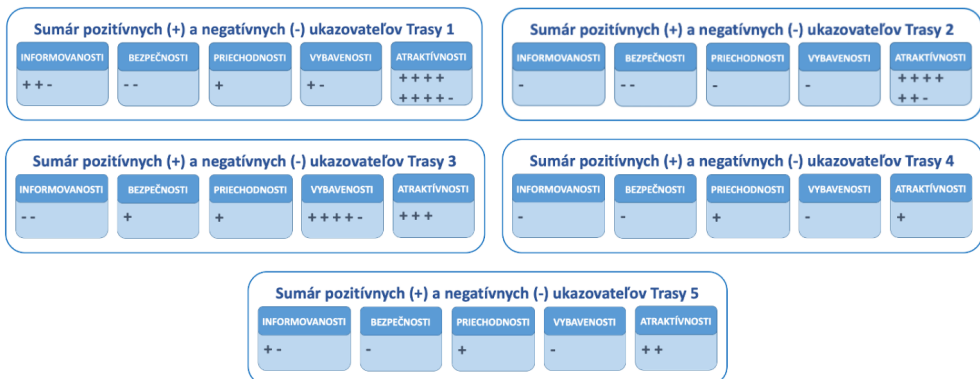 Sumár pozitívnych (+) a negatívnych (-) ukazovateľov Trasy 1
INFORMOVANOSTI BEZPEČNOSTI PRIECHODNOSTI VYBAVENOSTI ATRAKTÍVNOSTI
+ + - - - + + - + + + +
+ + + + -
Sumár pozitívnych (+) a negatívnych (-) ukazovateľov Trasy 2
INFORMOVANOSTI BEZPEČNOSTI PRIECHODNOSTI VYBAVENOSTI ATRAKTÍVNOSTI
- - - - - + + + +
+ + -
Sumár pozitívnych (+) a negatívnych (-) ukazovateľov Trasy 3
INFORMOVANOSTI BEZPEČNOSTI PRIECHODNOSTI VYBAVENOSTI ATRAKTÍVNOSTI
- - + + + + + + - + + +
Sumár pozitívnych (+) a negatívnych (-) ukazovateľov Trasy 4
INFORMOVANOSTI BEZPEČNOSTI PRIECHODNOSTI VYBAVENOSTI ATRAKTÍVNOSTI
- - + - +
Sumár pozitívnych (+) a negatívnych (-) ukazovateľov Trasy 5
INFORMOVANOSTI BEZPEČNOSTI PRIECHODNOSTI VYBAVENOSTI ATRAKTÍVNOSTI
+ - - + - + +